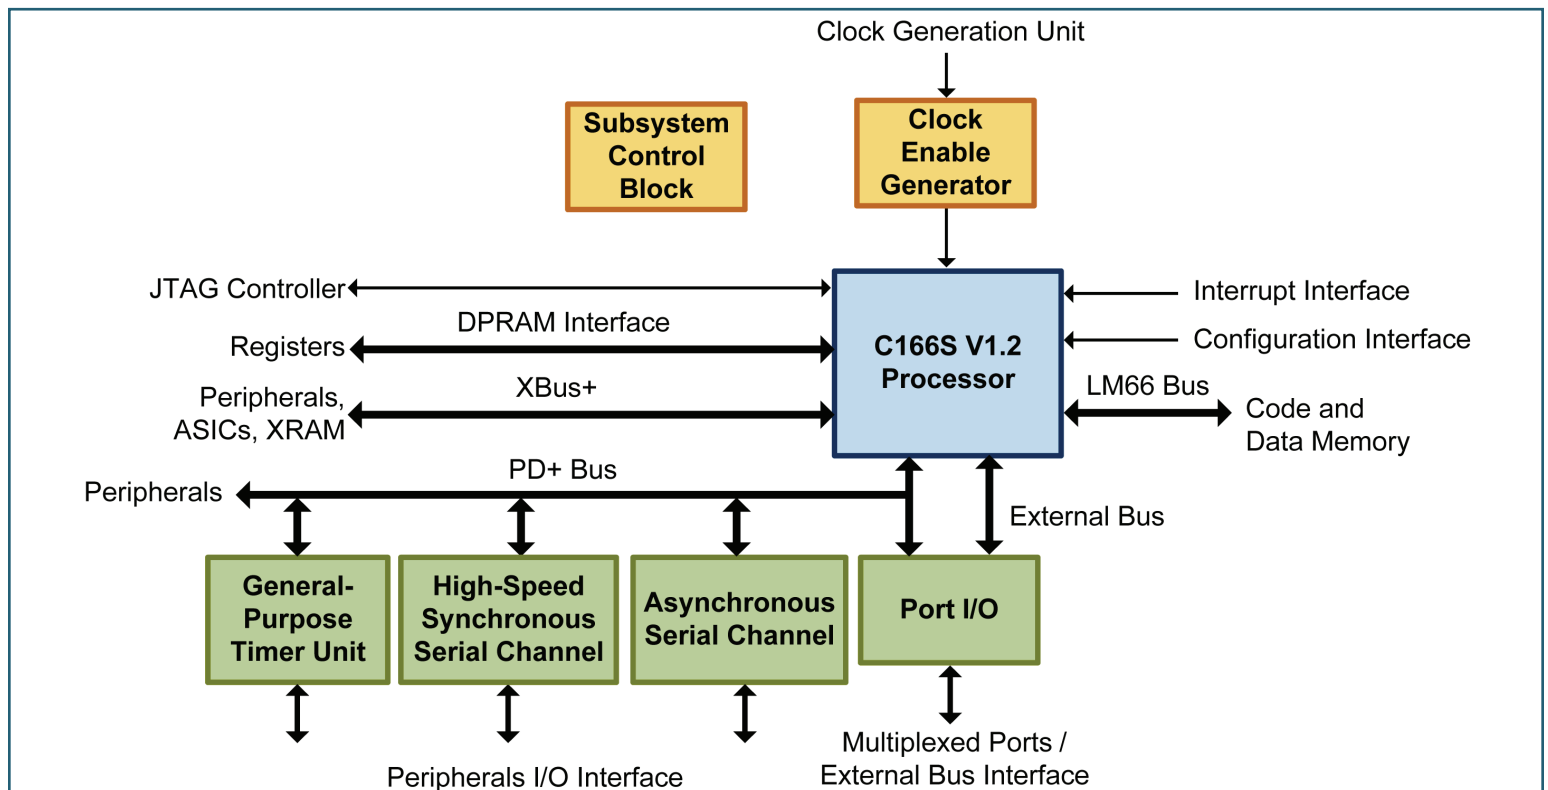 Clock Generation Unit
Subsystem
Control
Block
Clock
Enable
Generator
JTAG Controller
DPRAM Interface
Registers
XBus+
Peripherals,
ASICs, XRAM
C166S V1.2
Processor
Interrupt Interface
Configuration Interface
LM66 Bus
Code and
Data Memory
PD+ Bus
Peripherals
External Bus
General-
Purpose
Timer Unit
High-Speed
Synchronous
Serial Channel
Asynchronous
Serial Channel
Port I/O
Peripherals I/O Interface
Multiplexed Ports /
External Bus Interface